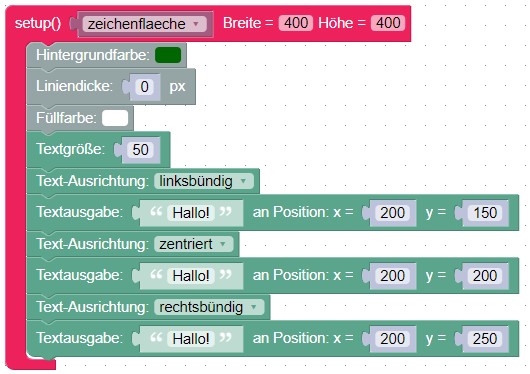 setup() zeichenflaeche Breite = 400 Höhe = 400
Hintergrundfarbe:
Liniendicke: 0 px
Füllfarbe:
Textgröße: 50
Text-Ausrichtung: linksbündig
Textausgabe: “ Hallo! ” an Position: x = 200 y = 150
Text-Ausrichtung: zentriert
Textausgabe: “ Hallo! ” an Position: x = 200 y = 200
Text-Ausrichtung: rechtsbündig
Textausgabe: “ Hallo! ” an Position: x = 200 y = 250